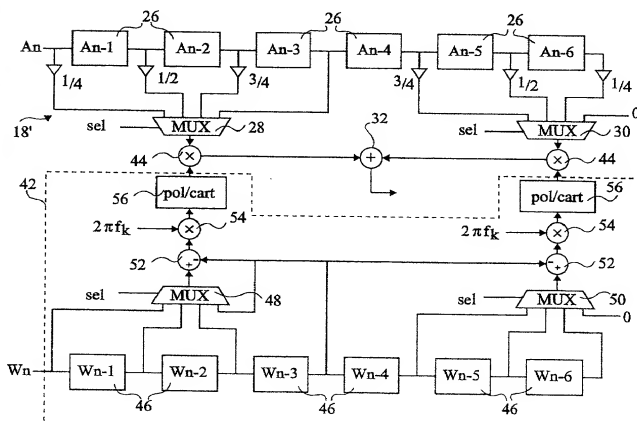 26 26
An An-1 An-2 An-3 An-4 An-5 An-6
1/4 1/2 3/4 3/4 1/2 1/4
18' sel MUX 28 32 sel MUX 30 0
44 × + × 44
42 56 pol/cart pol/cart 56
2πfk × 54 2πfk × 54
52 + - - + 52
sel MUX 48 sel MUX 50 0
Wn Wn-1 Wn-2 Wn-3 Wn-4 Wn-5 Wn-6
46 46 46